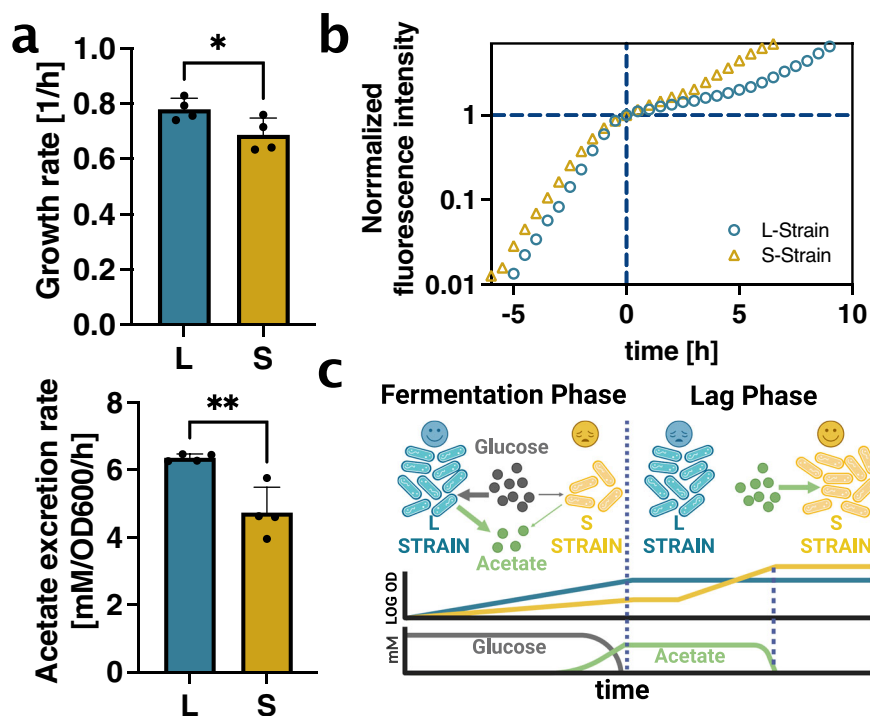 a
Growth rate [1/h]
1.0
0.8
0.6
0.4
0.2
0.0
*
L
S
Acetate excretion rate
[mM/OD600/h]
8
6
4
2
0
**
L
S
b
Norrmalized
fluorescence intensity
1
0.1
0.01
L-Strain
S-Strain
-5
0
5
10
time [h]
c
Fermentation Phase
Lag Phase
Glucose
L
STRAIN
S
STRAIN
Acetate
L
STRAIN
S
STRAIN
LOG OD
mM
Glucose
Acetate
time